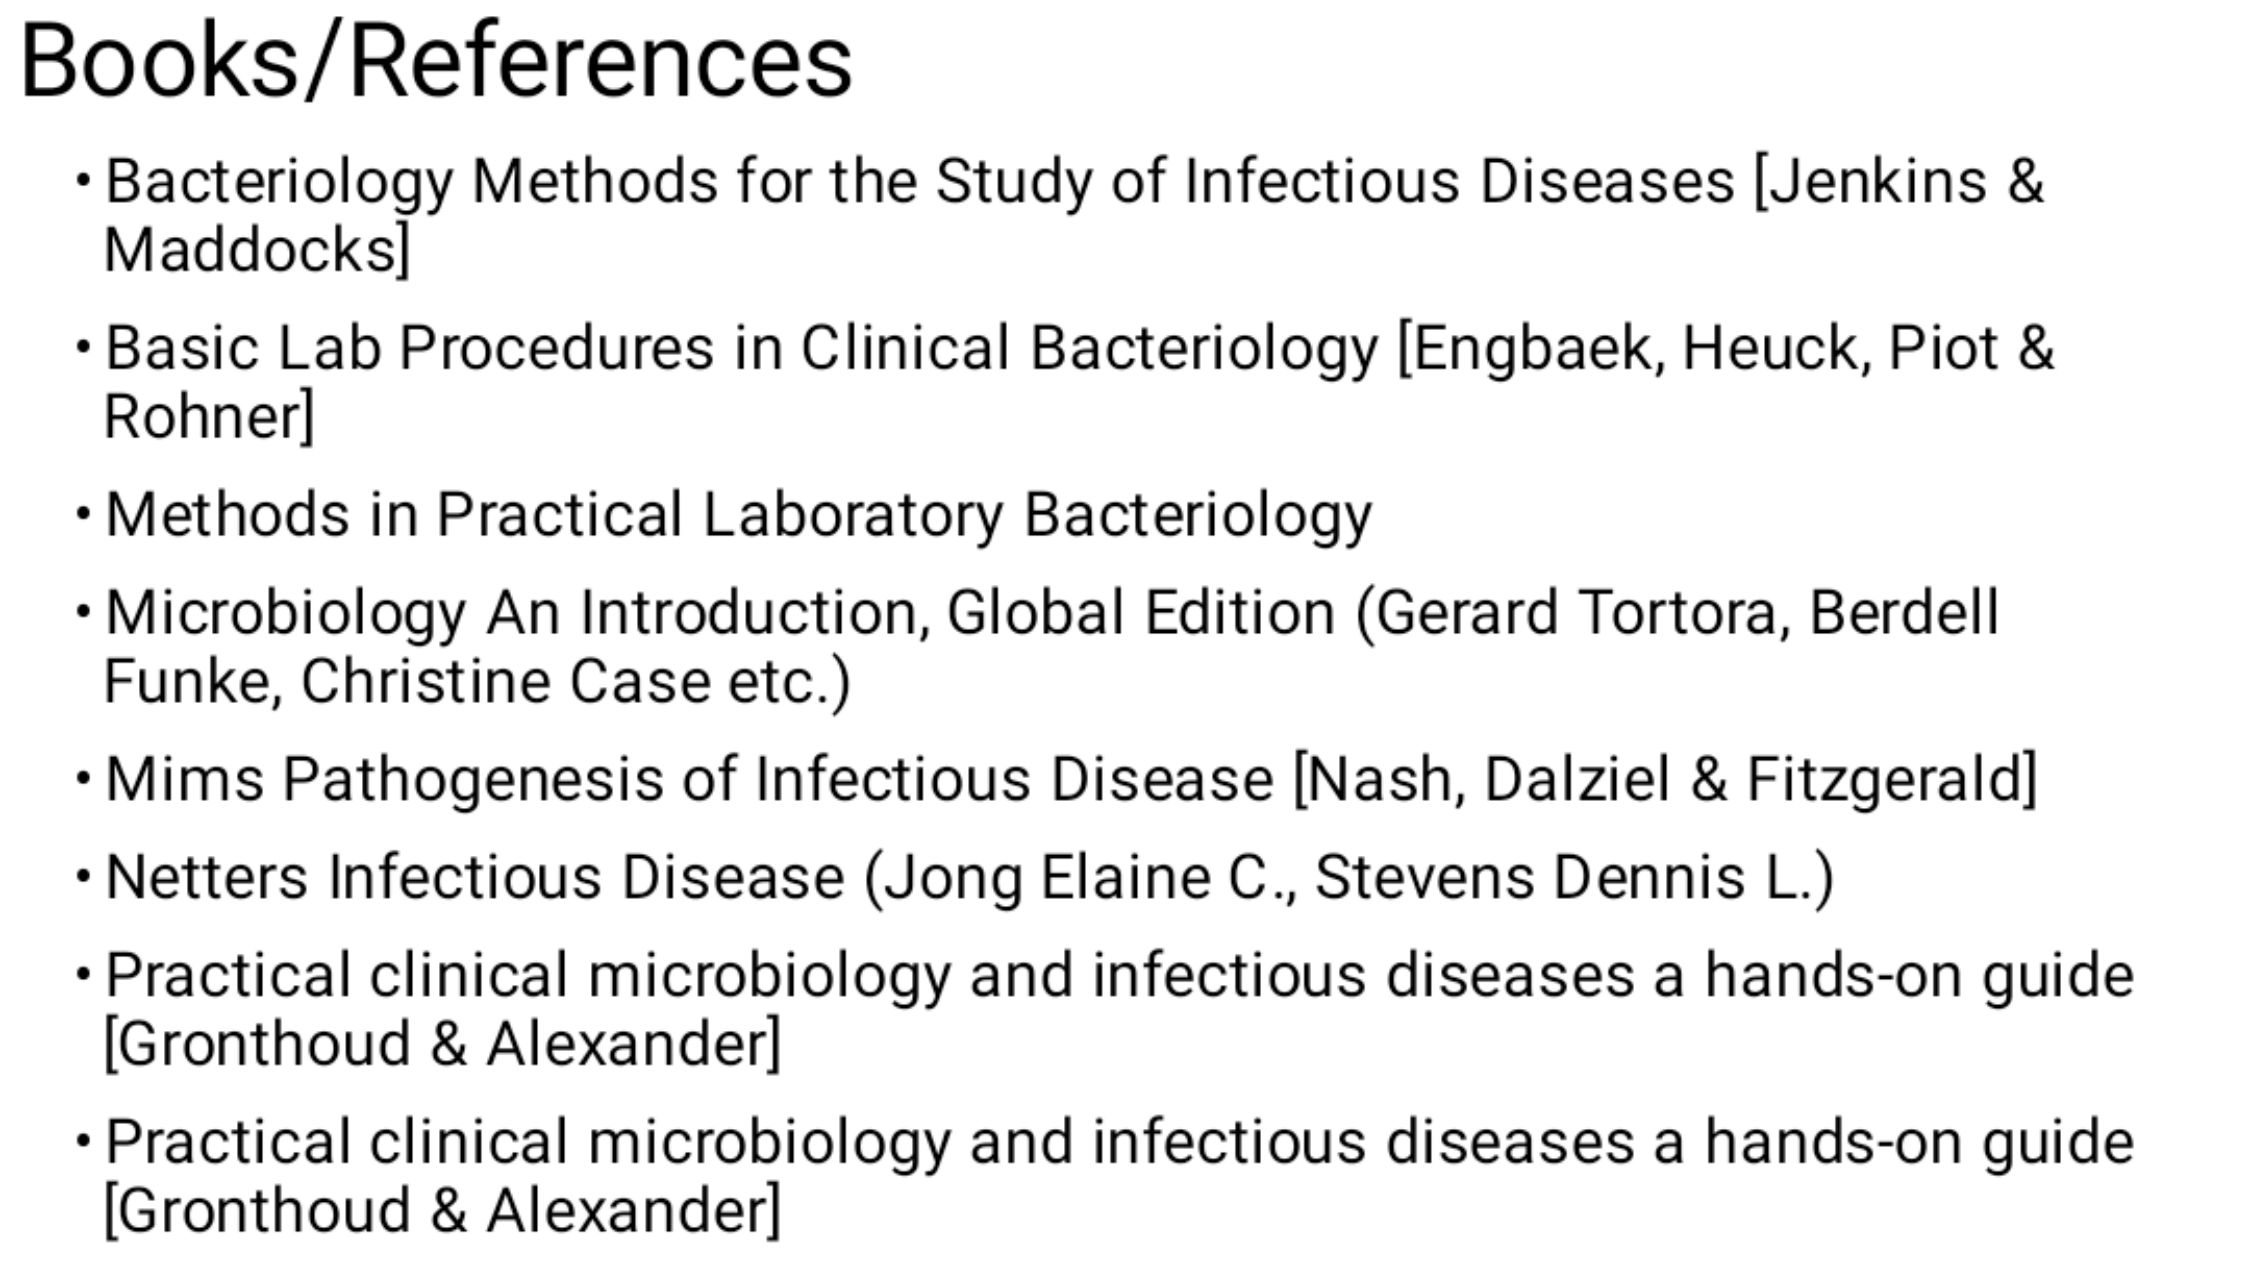 Books/References
• Bacteriology Methods for the Study of Infectious Diseases [Jenkins &
Maddocks]
• Basic Lab Procedures in Clinical Bacteriology [Engbaek, Heuck, Piot &
Rohner]
• Methods in Practical Laboratory Bacteriology
• Microbiology An Introduction, Global Edition (Gerard Tortora, Berdell
Funke, Christine Case etc.)
• Mims Pathogenesis of Infectious Disease [Nash, Dalziel & Fitzgerald]
• Netters Infectious Disease (Jong Elaine C., Stevens Dennis L.)
• Practical clinical microbiology and infectious diseases a hands-on guide
[Gronthoud & Alexander]
• Practical clinical microbiology and infectious diseases a hands-on guide
[Gronthoud & Alexander]